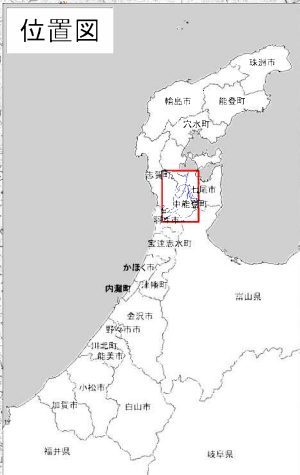 位置図
珠洲市
輪島市
能登町
穴水町
志賀町
七尾市
中能登町
羽咋市
宝達志水町
かほく市
内灘町
津幡町
富山県
金沢市
野々市市
川北町
能美市
小松市
加賀市
白山市
福井県
岐阜県